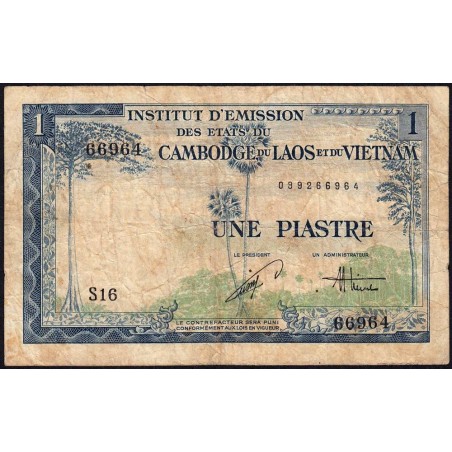 1 INSTITUT D'EMISSION 1
DES ETATS DU
CAMBODGE DU LAOS ET DU VIETNAM
66964
039266964
UNE PIASTRE
LE PRÉSIDENT UN ADMINISTRATEUR
S16
66964
LE CONTREFACTEUR SERA PUNI
CONFORMÉMENT AUX LOIS EN VIGUEUR